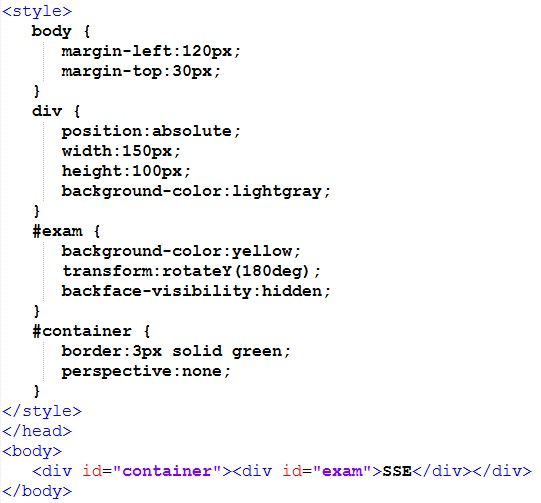 <style>
body {
margin-left:120px;
margin-top:30px;
}
div {
position:absolute;
width:150px;
height:100px;
background-color:lightgray;
}
#exam {
background-color:yellow;
transform:rotateY(180deg);
backface-visibility:hidden;
}
#container {
border:3px solid green;
perspective:none;
}
</style>
</head>
<body>
<div id="container"><div id="exam">SSE</div></div>
</body>